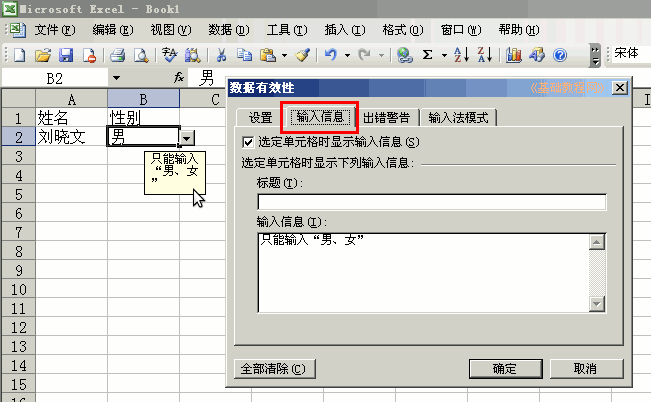 Microsoft Excel - Book1
文件(F) 编辑(E) 视图(V) 数据(D) 工具(T) 插入(I) 格式(O) 窗口(W) 帮助(H)
Σ 宋体
B2 fx 男
A B C I
1 姓名 性别
2 刘晓文 男
3
4
5
6
7
8
9
10
11
12
13
14
15
16
只能输入
“男、女
”
数据有效性
《基础教程
设置 输入信息 出错警告 输入法模式
选定单元格时显示输入信息(S)
选定单元格时显示下列输入信息:
标题(T):
输入信息(I):
只能输入“男、女”
全部清除(C) 确定 取消